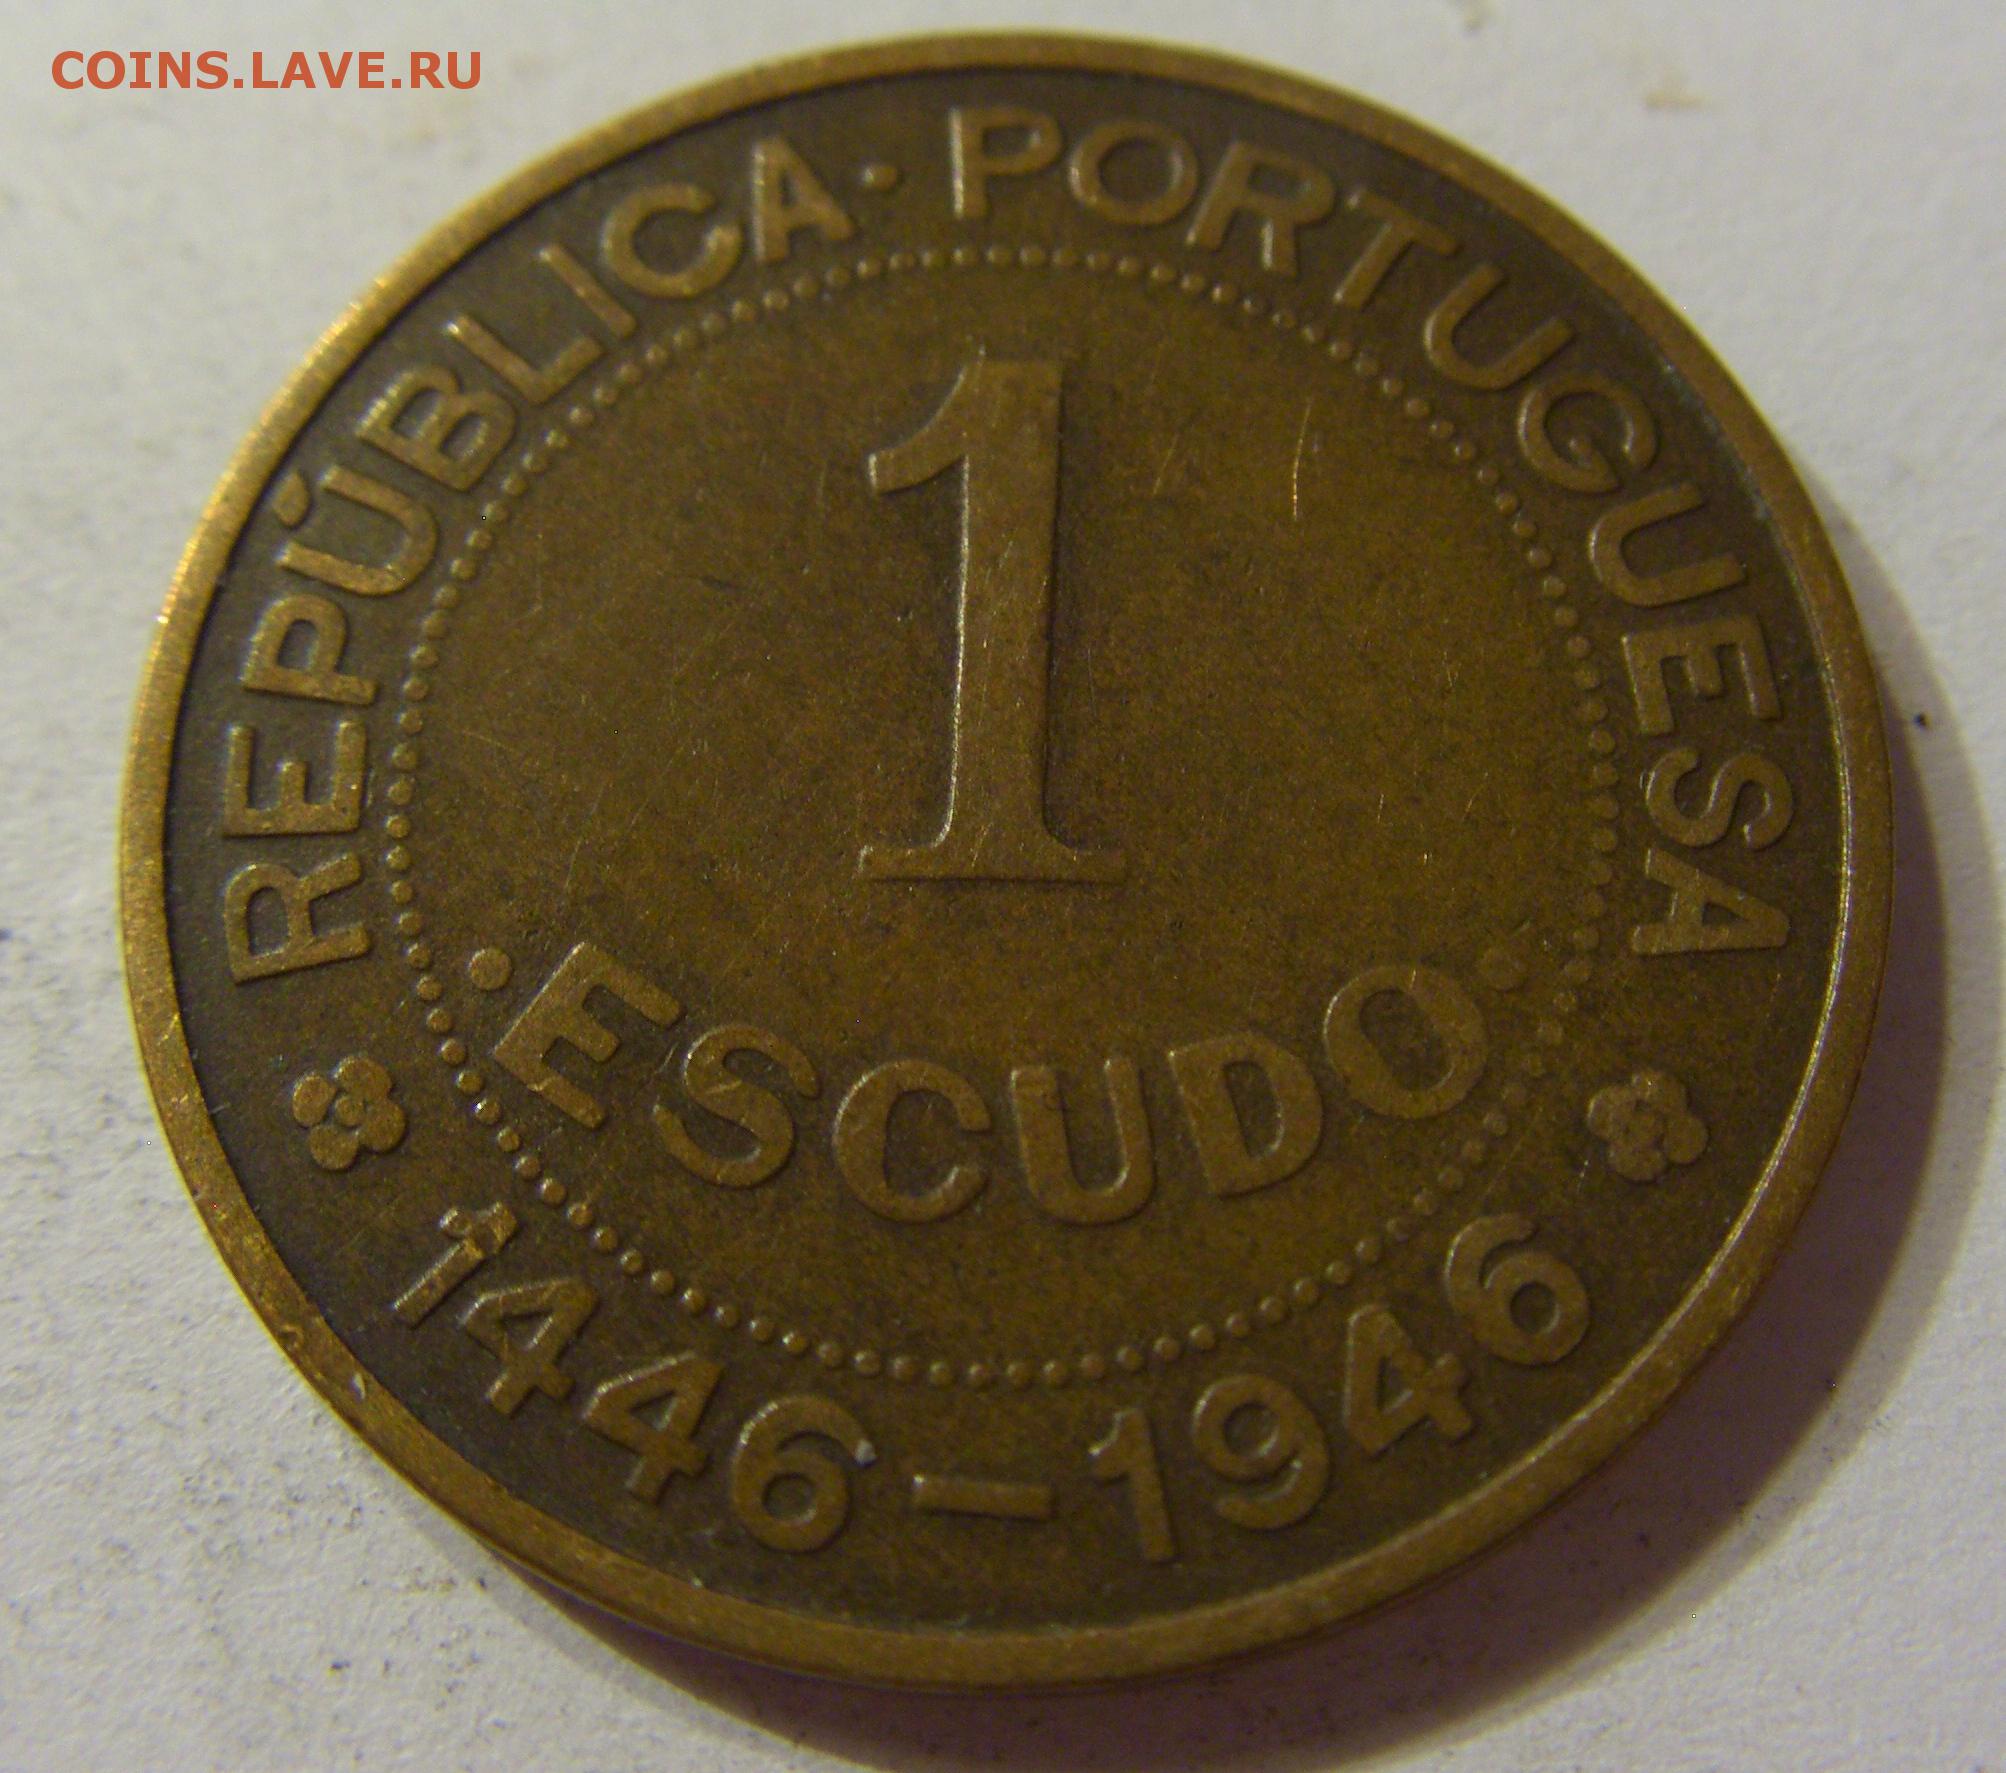 COINS.LAVE.RU
REPÚBLICA · PORTUGUESA
1
· ESCUDO ·
1446 – 1946